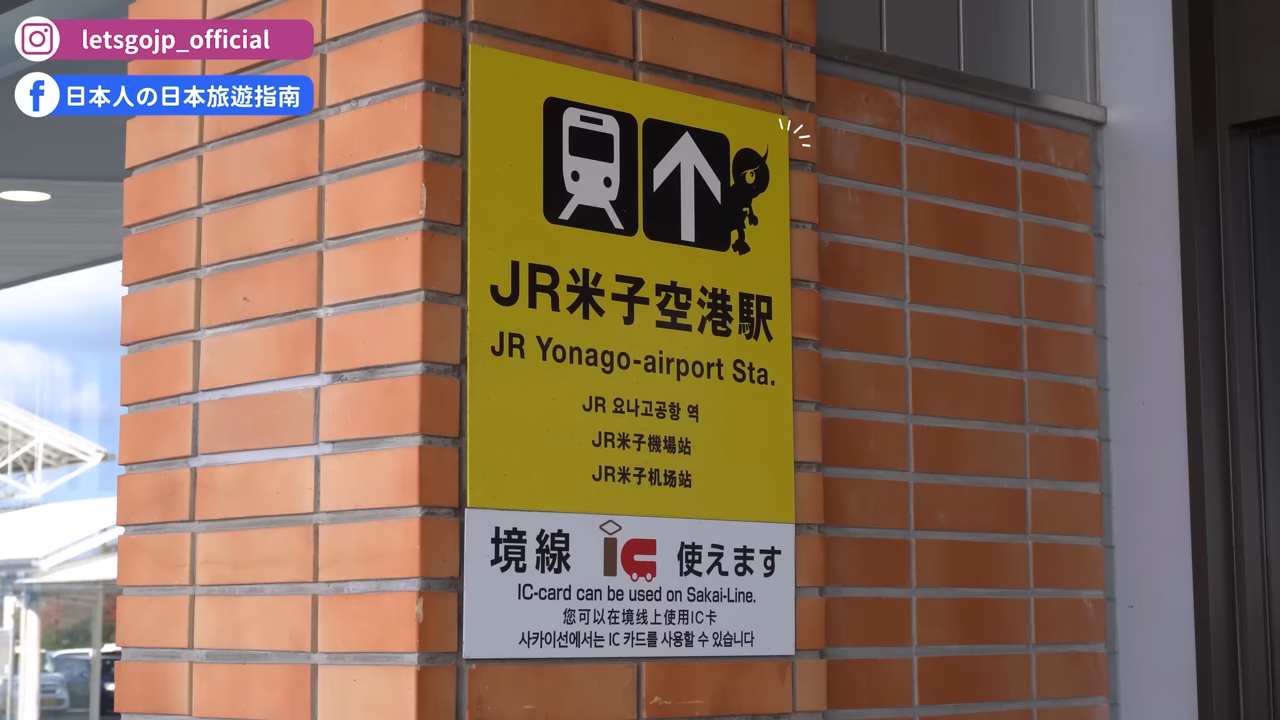 letsgojp_official
日本人の日本旅遊指南
JR米子空港駅
JR Yonago-airport Sta.
JR 요나고공항 역
JR米子機場站
JR米子机场站
境線 IC 使えます
IC-card can be used on Sakai-Line.
您可以在境线上使用IC卡
사카이선에서는 IC 카드를 사용할 수 있습니다